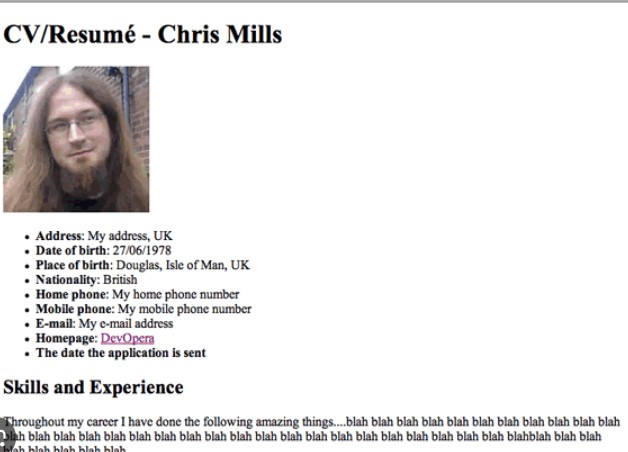 CV/Resumé - Chris Mills
Address: My address, UK
Date of birth: 27/06/1978
Place of birth: Douglas, Isle of Man, UK
Nationality: British
Home phone: My home phone number
Mobile phone: My mobile phone number
E-mail: My e-mail address
Homepage: DevOpera
The date the application is sent
Skills and Experience
Throughout my career I have done the following amazing things....blah blah blah blah blah blah blah blah blah blah blah
blah blah blah blah blah blah blah blah blah blah blah blah blah blah blah blah blah blah blah blah blahblah blah blah
blah blah blah blah blah